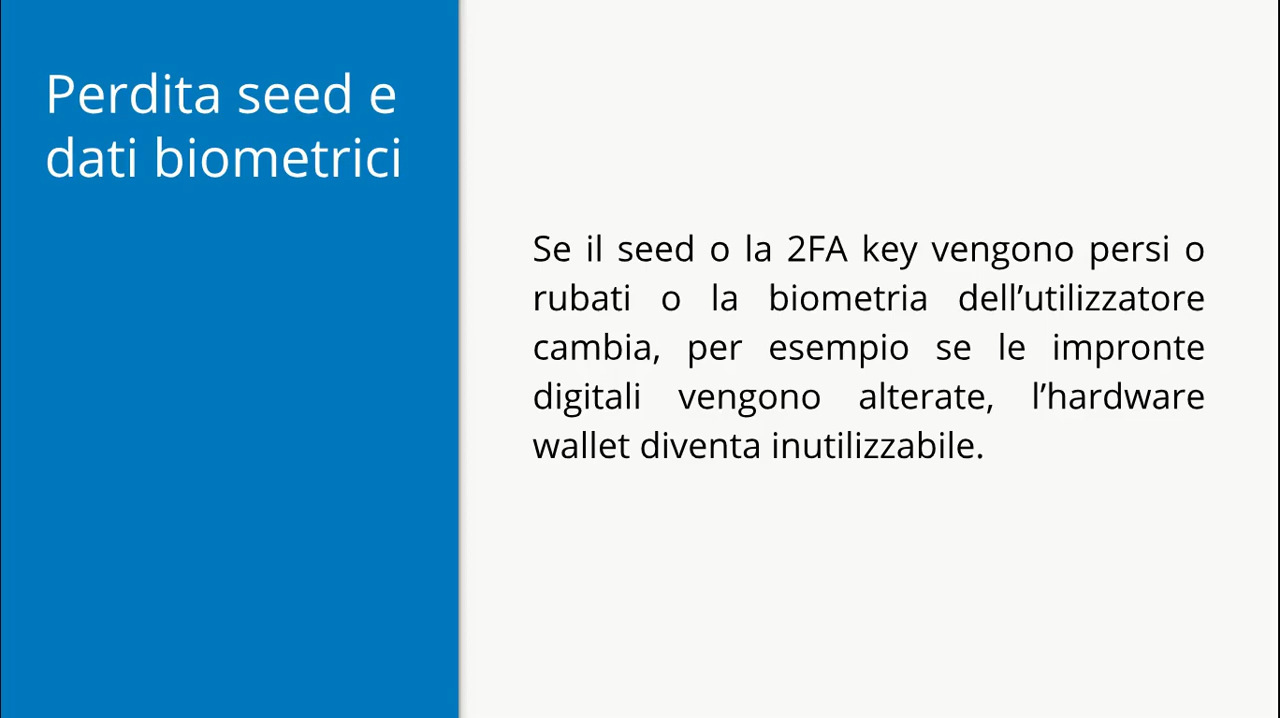 Perdita seed e
dati biometrici
Se il seed o la 2FA key vengono persi o
rubati o la biometria dell’utilizzatore
cambia, per esempio se le impronte
digitali vengono alterate, l’hardware
wallet diventa inutilizzabile.